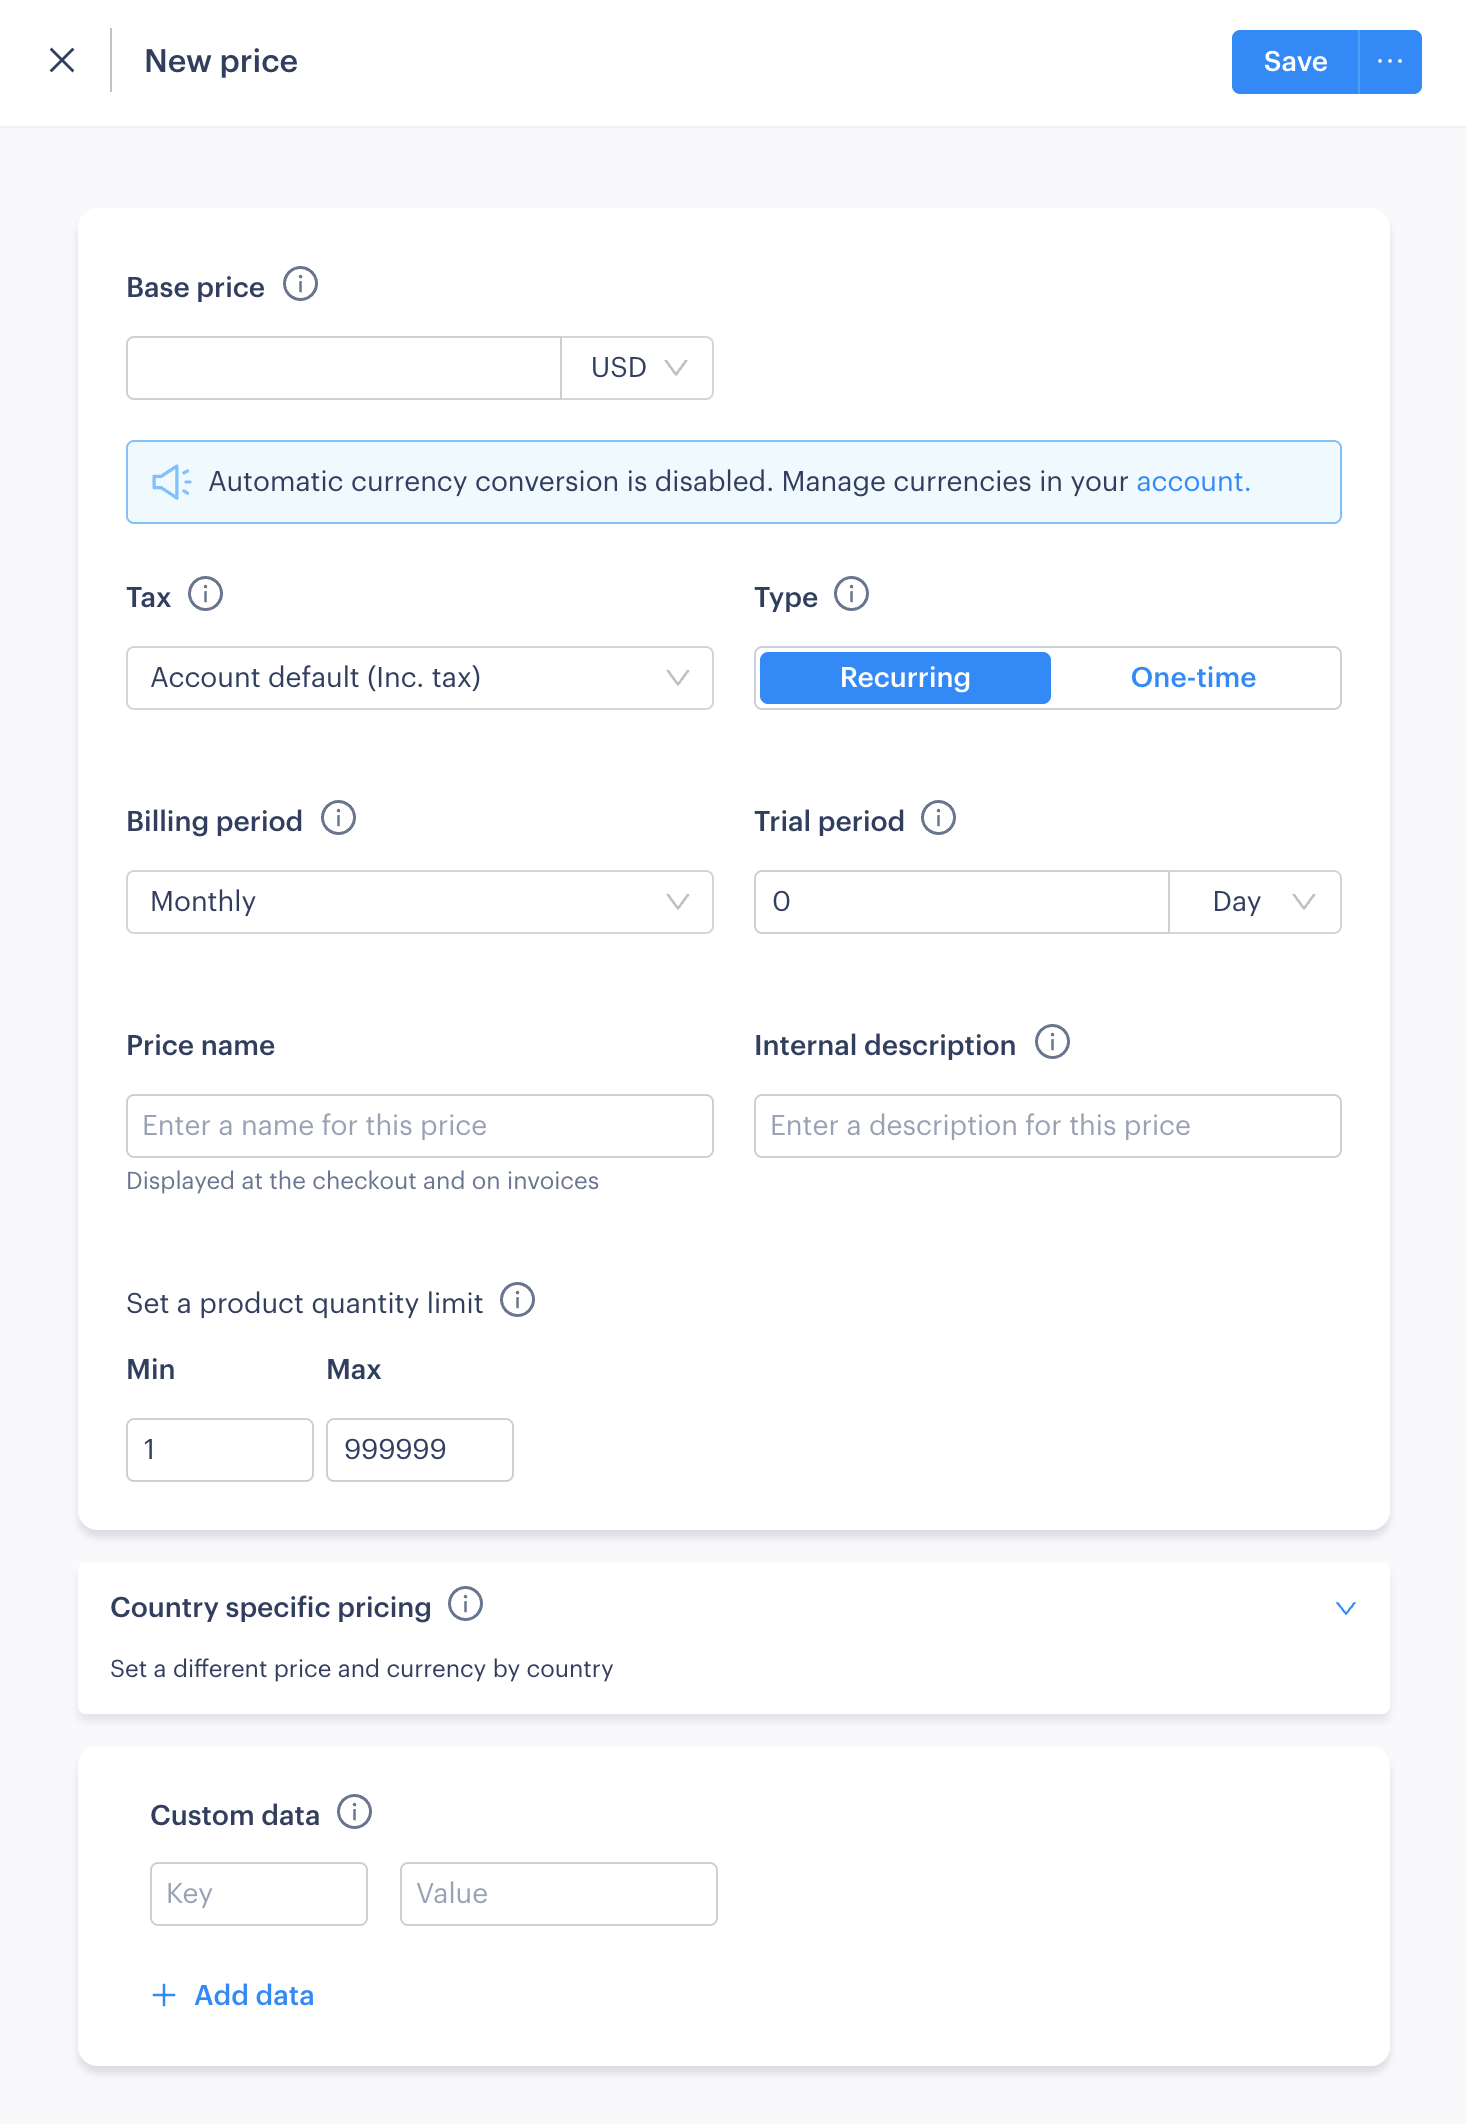 New price
Save
Base price
USD
Automatic currency conversion is disabled. Manage currencies in your account.
Tax
Type
Account default (Inc. tax)
Recurring
One-time
Billing period
Trial period
Monthly
0
Day
Price name
Internal description
Enter a name for this price
Enter a description for this price
Displayed at the checkout and on invoices
Set a product quantity limit
Min
Max
1
999999
Country specific pricing
Set a different price and currency by country
Custom data
Key
Value
Add data